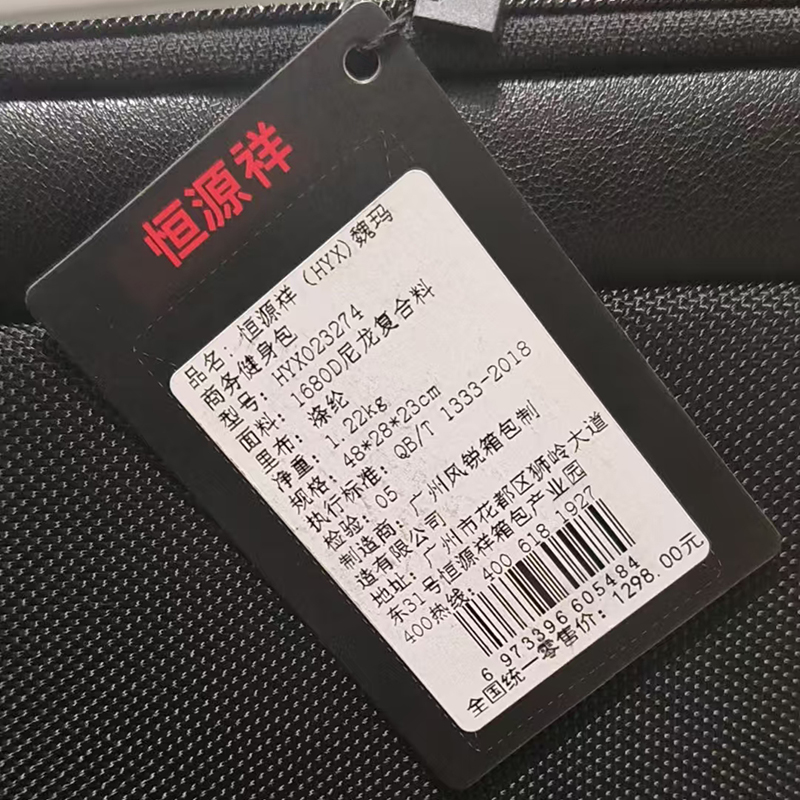 恒源祥
品名：恒源祥（HYX）魏玛
商务健身包
型号：HYX023274
面料：1680D尼龙复合料
里布：涤纶
净重：1.22kg
规格：48*28*23cm
执行标准：QB/T 1333-2018
检验：05
制造商：广州风锐箱包制
造有限公司
地址：广州市花都区狮岭大道
东31号恒源祥箱包产业园
400热线：400 618 1927
6 973396 605484
全国统一零售价：1298.00元